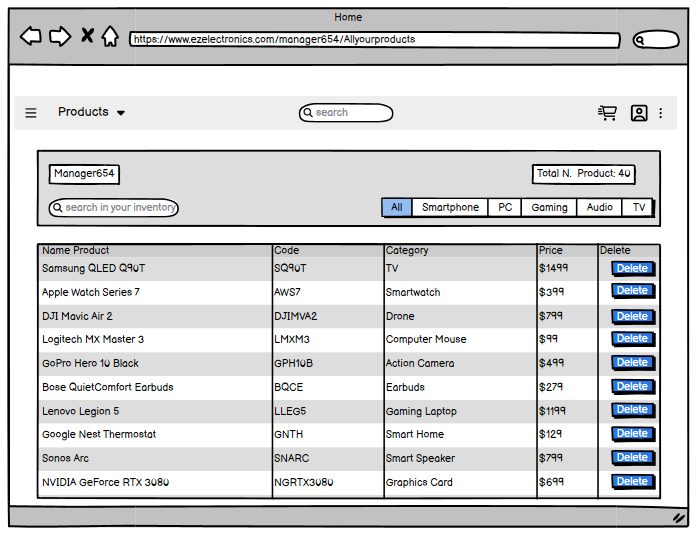 Home
https://www.ezelectronics.com/manager654/Allyourproducts
Products search
Manager654 Total N. Product: 40
search in your inventory All Smartphone PC Gaming Audio TV
Name Product Code Category Price Delete
Samsung QLED Q90T SQ90T TV $1499 Delete
Apple Watch Series 7 AWS7 Smartwatch $399 Delete
DJI Mavic Air 2 DJIMVA2 Drone $799 Delete
Logitech MX Master 3 LMXM3 Computer Mouse $99 Delete
GoPro Hero 10 Black GPH10B Action Camera $499 Delete
Bose QuietComfort Earbuds BQCE Earbuds $279 Delete
Lenovo Legion 5 LLEG5 Gaming Laptop $1199 Delete
Google Nest Thermostat GNTH Smart Home $129 Delete
Sonos Arc SNARC Smart Speaker $799 Delete
NVIDIA GeForce RTX 3080 NGRTX3080 Graphics Card $699 Delete